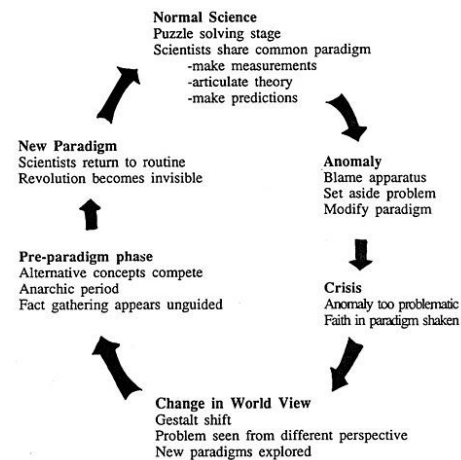 Normal Science
Puzzle solving stage
Scientists share common paradigm
-make measurements
-articulate theory
-make predictions
Anomaly
Blame apparatus
Set aside problem
Modify paradigm
Crisis
Anomaly too problematic
Faith in paradigm shaken
Change in World View
Gestalt shift
Problem seen from different perspective
New paradigms explored
Pre-paradigm phase
Alternative concepts compete
Anarchic period
Fact gathering appears unguided
New Paradigm
Scientists return to routine
Revolution becomes invisible